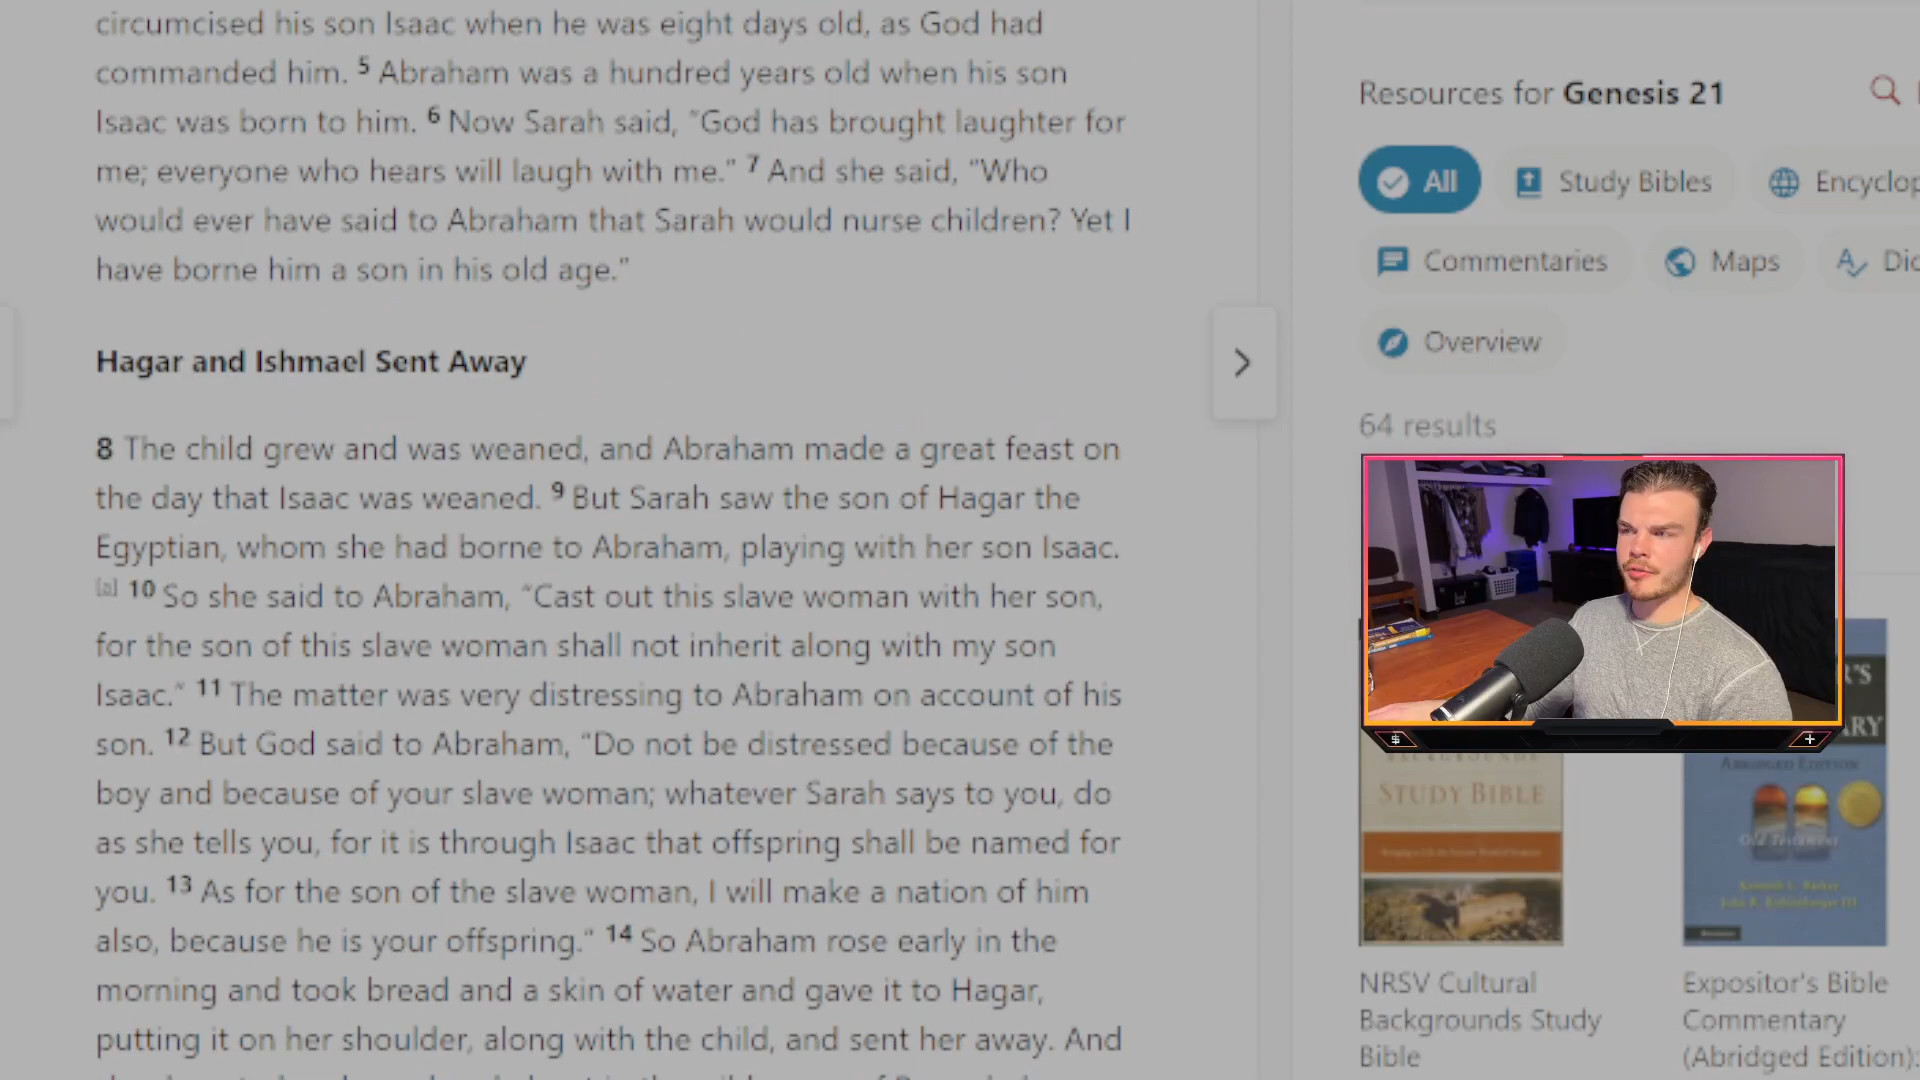 circumcised his son Isaac when he was eight days old, as God had
commanded him. 5 Abraham was a hundred years old when his son
Isaac was born to him. 6 Now Sarah said, “God has brought laughter for
me; everyone who hears will laugh with me.” 7 And she said, “Who
would ever have said to Abraham that Sarah would nurse children? Yet I
have borne him a son in his old age.”
Hagar and Ishmael Sent Away
8 The child grew and was weaned, and Abraham made a great feast on
the day that Isaac was weaned. 9 But Sarah saw the son of Hagar the
Egyptian, whom she had borne to Abraham, playing with her son Isaac.
[a] 10 So she said to Abraham, “Cast out this slave woman with her son,
for the son of this slave woman shall not inherit along with my son
Isaac.” 11 The matter was very distressing to Abraham on account of his
son. 12 But God said to Abraham, “Do not be distressed because of the
boy and because of your slave woman; whatever Sarah says to you, do
as she tells you, for it is through Isaac that offspring shall be named for
you. 13 As for the son of the slave woman, I will make a nation of him
also, because he is your offspring.” 14 So Abraham rose early in the
morning and took bread and a skin of water and gave it to Hagar,
putting it on her shoulder, along with the child, and sent her away. And
Resources for Genesis 21
All
Study Bibles
Encyclop
Commentaries
Maps
Dic
Overview
64 results
STUDY BIBLE
'S
RY
ABRIDGED EDITION
Old Testament
NRSV Cultural
Backgrounds Study
Bible
Expositor's Bible
Commentary
(Abridged Edition):